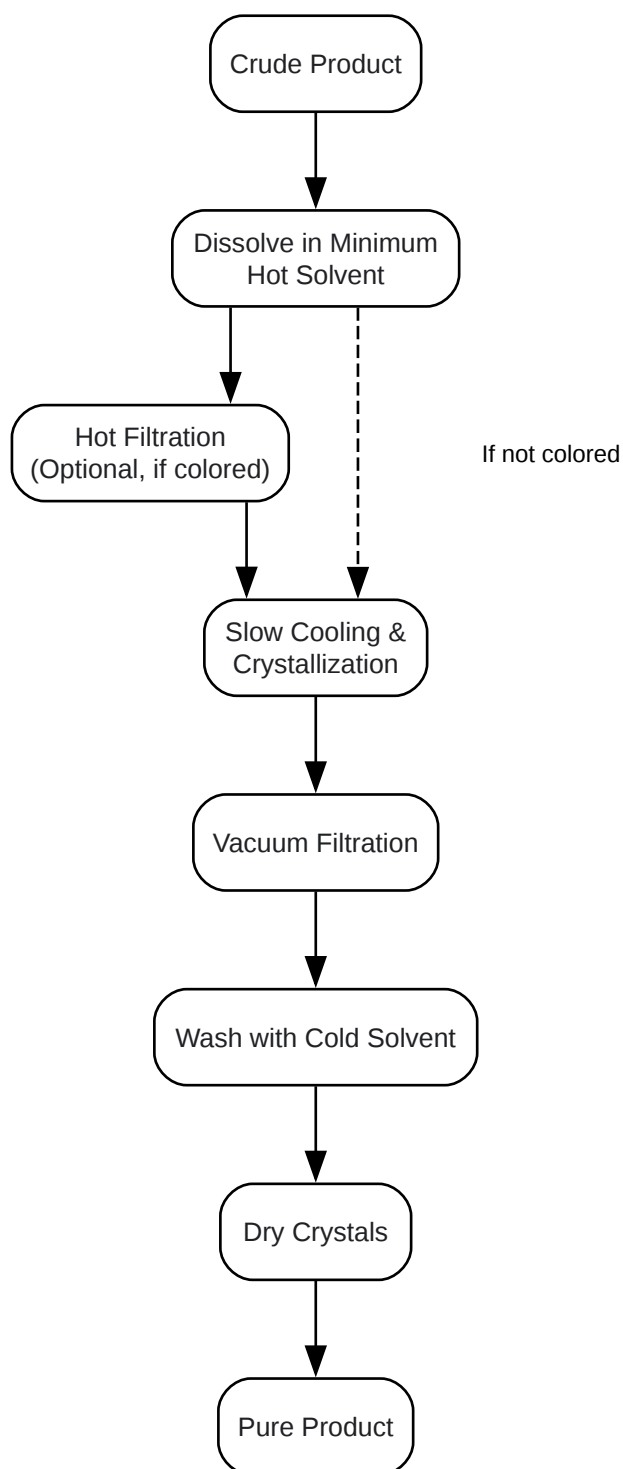 Crude Product
Dissolve in Minimum
Hot Solvent
Hot Filtration
(Optional, if colored)
If not colored
Slow Cooling &
Crystallization
Vacuum Filtration
Wash with Cold Solvent
Dry Crystals
Pure Product